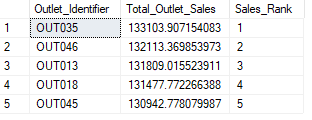 Outlet_Identifier Total_Outlet_Sales Sales_Rank
1 OUT035 133103.907154083 1
2 OUT046 132113.369853973 2
3 OUT013 131809.015523911 3
4 OUT018 131477.772266388 4
5 OUT045 130942.778079987 5